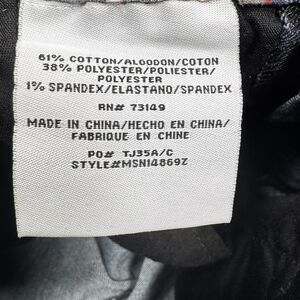 61% COTTON/ALGODON/COTON
38% POLYESTER/POLIESTER/
POLYESTER
1% SPANDEX/ELASTANO/SPANDEX
RN# 73149
MADE IN CHINA/HECHO EN CHINA/
FABRIQUE EN CHINE
PO# TJ35A/C
STYLE#MSN14869Z